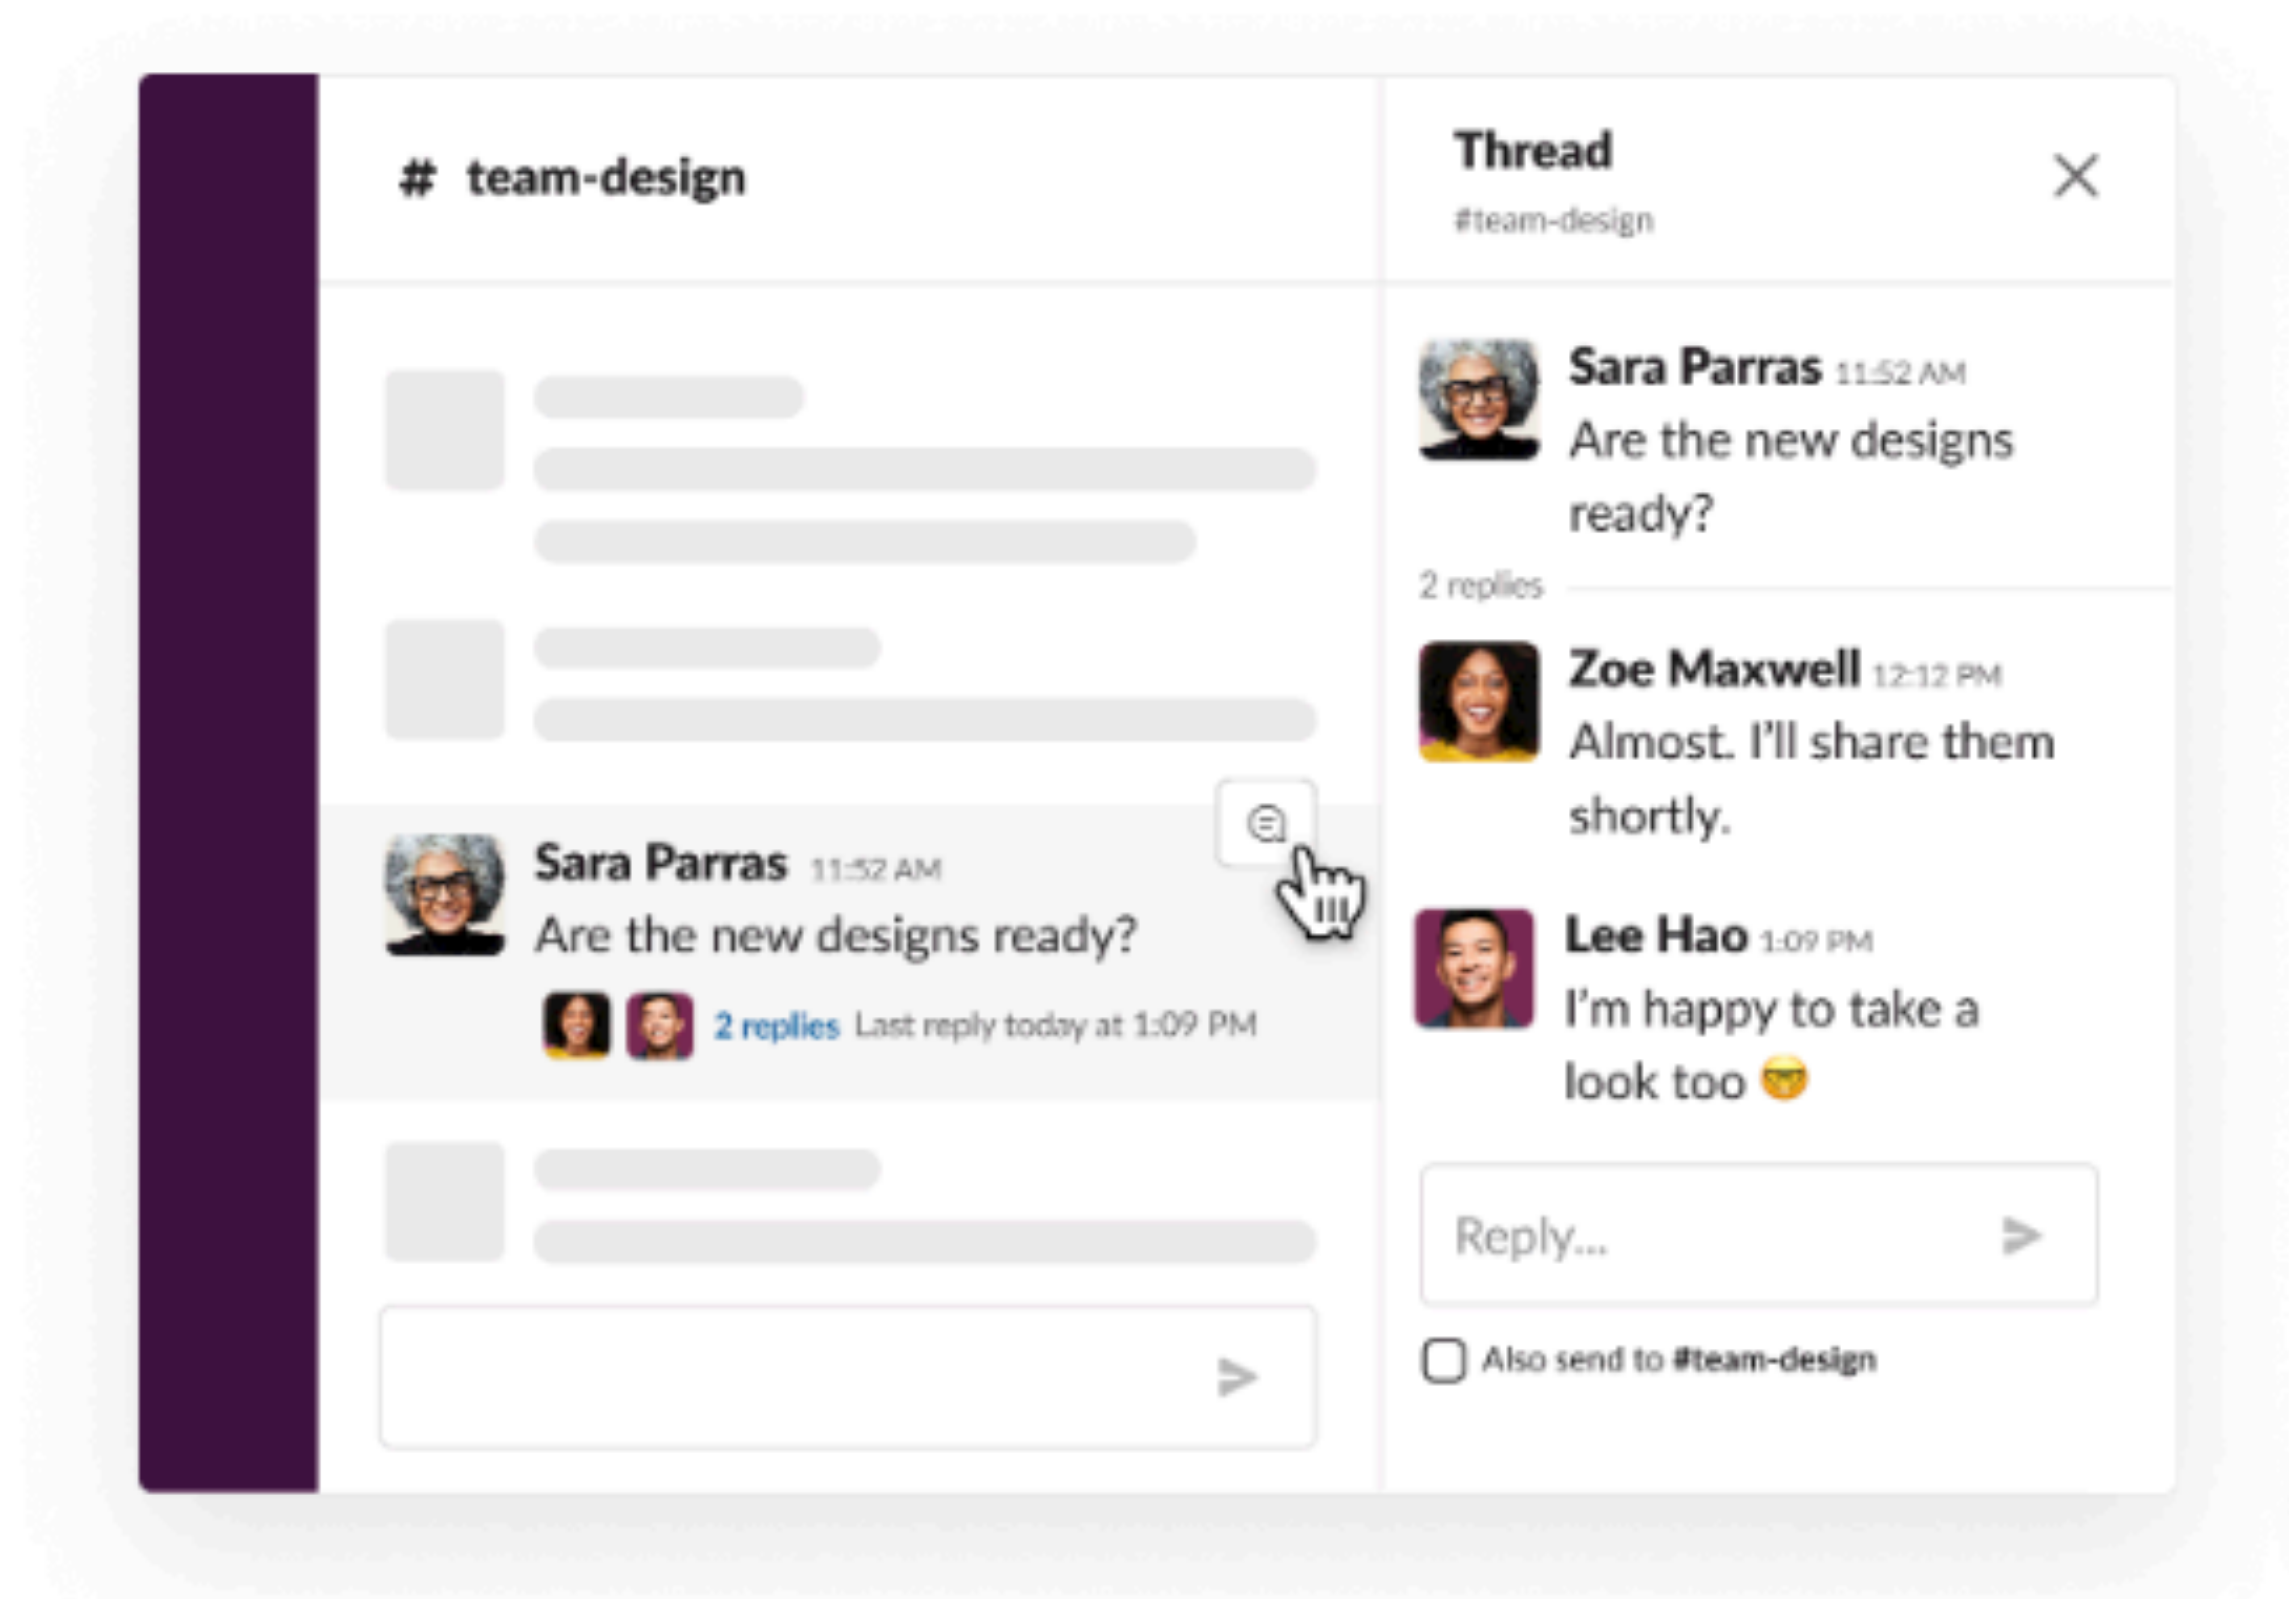 # team-design
Sara Parras 11:52 AM
Are the new designs ready?
2 replies Last reply today at 1:09 PM
Thread
#team-design
Sara Parras 11:52 AM
Are the new designs
ready?
2 replies
Zoe Maxwell 12:12 PM
Almost. I’ll share them
shortly.
Lee Hao 1:09 PM
I’m happy to take a
look too
Reply...
Also send to #team-design